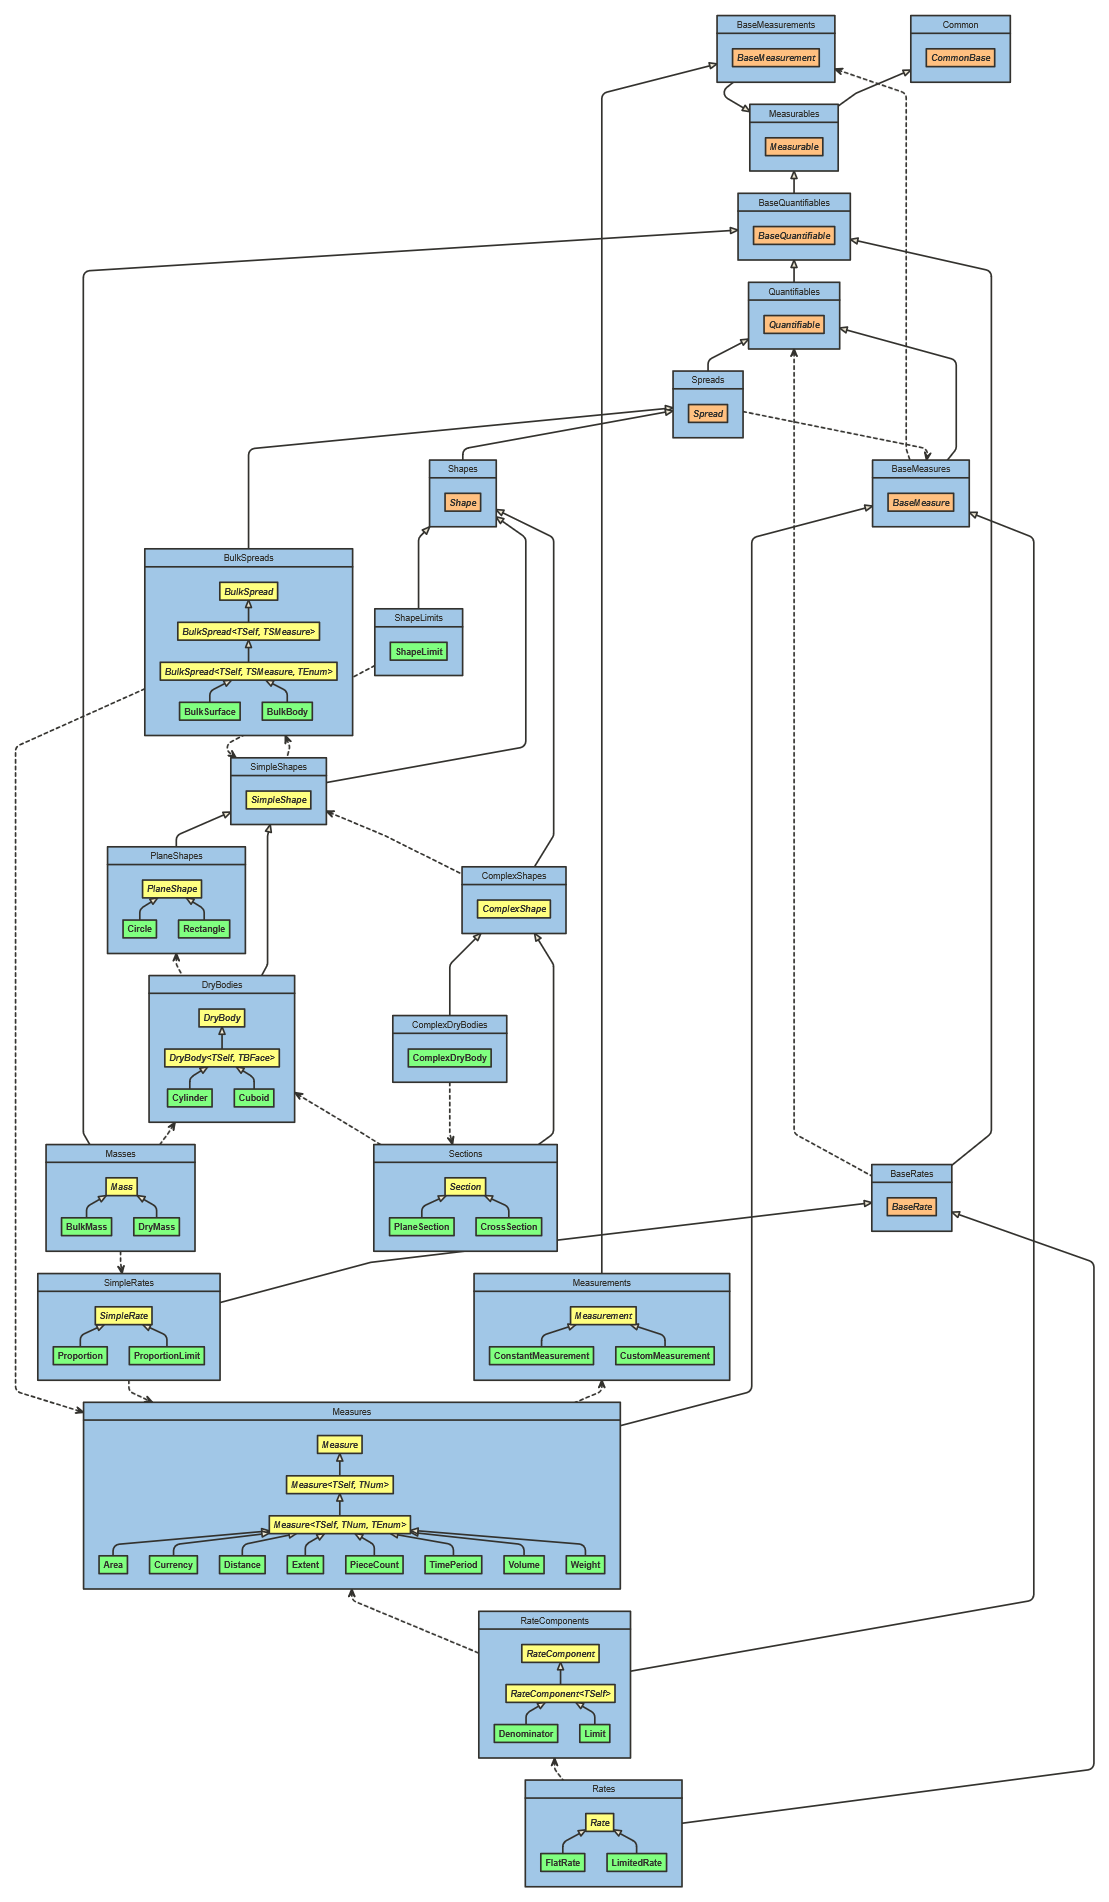 BaseMeasurements
BaseMeasurement
Common
CommonBase
Measurables
Measurable
BaseQuantifiables
BaseQuantifiable
Quantifiables
Quantifiable
Spreads
Spread
Shapes
Shape
BaseMeasures
BaseMeasure
BulkSpreads
BulkSpread
BulkSpread<TSelf, TSMeasure>
BulkSpread<TSelf, TSMeasure, TEnum>
BulkSurface
BulkBody
ShapeLimits
ShapeLimit
SimpleShapes
SimpleShape
PlaneShapes
PlaneShape
Circle
Rectangle
ComplexShapes
ComplexShape
DryBodies
DryBody
DryBody<TSelf, TBFace>
Cylinder
Cuboid
ComplexDryBodies
ComplexDryBody
Masses
Mass
BulkMass
DryMass
Sections
Section
PlaneSection
CrossSection
BaseRates
BaseRate
SimpleRates
SimpleRate
Proportion
ProportionLimit
Measurements
Measurement
ConstantMeasurement
CustomMeasurement
Measures
Measure
Measure<TSelf, TNum>
Measure<TSelf, TNum, TEnum>
Area
Currency
Distance
Extent
PieceCount
TimePeriod
Volume
Weight
RateComponents
RateComponent
RateComponent<TSelf>
Denominator
Limit
Rates
Rate
FlatRate
LimitedRate